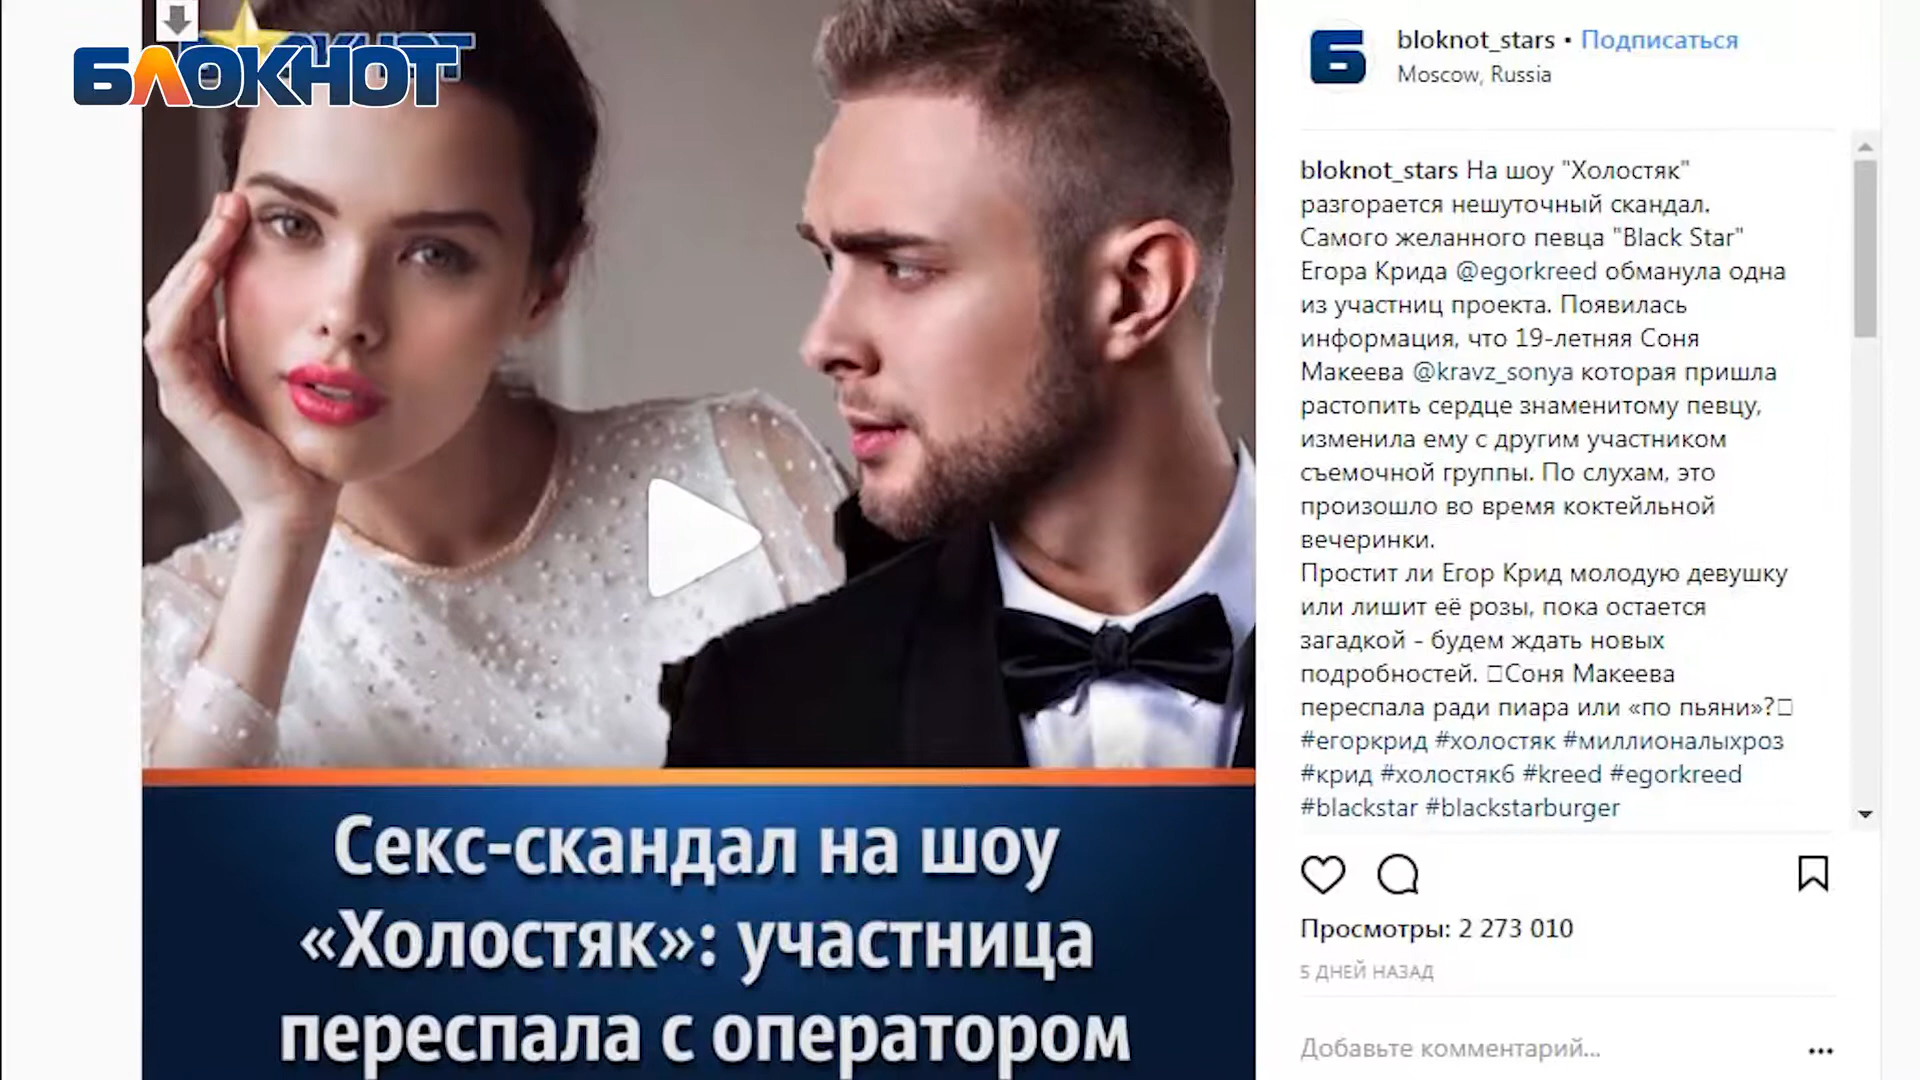 БЛОКНОТ
bloknot_stars • Подписаться
Moscow, Russia
bloknot_stars На шоу "Холостяк"
разгорается нешуточный скандал.
Самого желанного певца "Black Star"
Егора Крида @egorkreed обманула одна
из участниц проекта. Появилась
информация, что 19-летняя Соня
Макеева @kravz_sonya которая пришла
растопить сердце знаменитому певцу,
изменила ему с другим участником
съемочной группы. По слухам, это
произошло во время коктейльной
вечеринки.
Простит ли Егор Крид молодую девушку
или лишит её розы, пока остается
загадкой - будем ждать новых
подробностей. □Соня Макеева
переспала ради пиара или «по пьяни»?□
#егоркрид #холостяк #миллионалыхроз
#крид #холостяк6 #kreed #egorkreed
#blackstar #blackstarburger
Просмотры: 2 273 010
5 ДНЕЙ НАЗАД
Добавьте комментарий...
Секс-скандал на шоу
«Холостяк»: участница
переспала с оператором